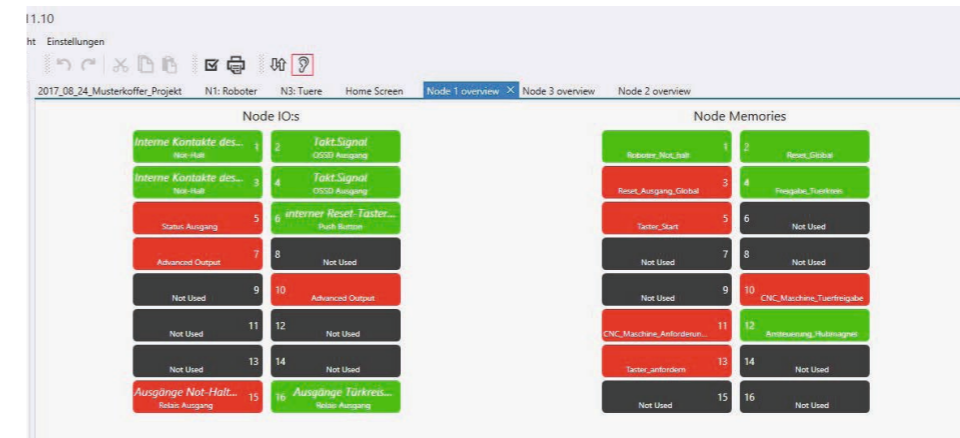 11.10
ht Einstellungen
2017_08_24_Musterkoffer_Projekt N1: Roboter N3: Tuere Home Screen Node 1 overview Node 3 overview Node 2 overview
Node IO:s
Interne Kontakte des... 1
Not-Halt
2 Takt.Signal
OSSD Ausgang
Interne Kontakte des... 3
Not-Halt
4 Takt.Signal
OSSD Ausgang
5
Status Ausgang
6 interner Reset-Taster...
Push Button
7
Advanced Output
8
Not Used
9
Not Used
10
Advanced Output
11
Not Used
12
Not Used
13
Not Used
14
Not Used
Ausgänge Not-Halt... 15
Relais Ausgang
16 Ausgänge Türkreis...
Relais Ausgang
Node Memories
1
Roboter_Not_halt
2
Reset_Global
3
Reset_Ausgang_Global
4
Freigabe_Tuerkreis
5
Taster_Start
6
Not Used
7
Not Used
8
Not Used
9
Not Used
10
CNC_Maschine_Tuerfreigabe
11
CNC_Maschine_Anforderun...
12
Ansteuerung_Hubmagnet
13
Taster_anfordern
14
Not Used
15
Not Used
16
Not Used